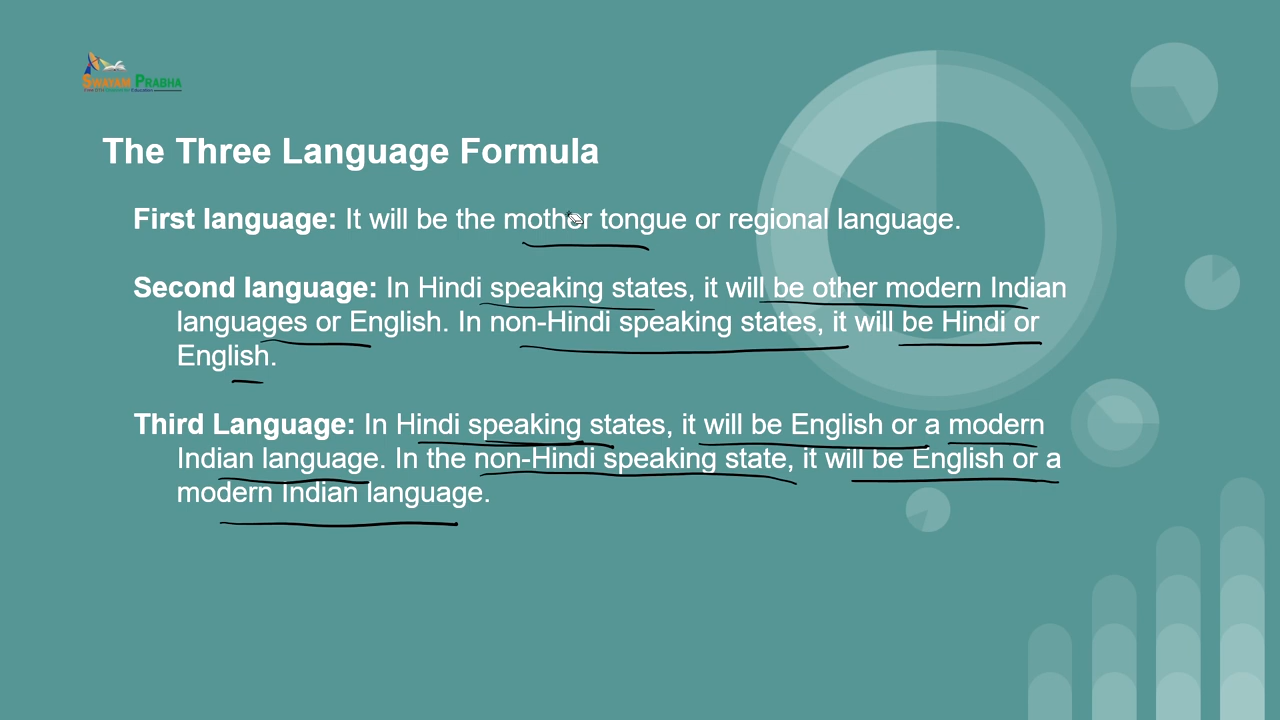 SWAYAM PRABHA
The Three Language Formula
First language: It will be the mother tongue or regional language.
Second language: In Hindi speaking states, it will be other modern Indian
languages or English. In non-Hindi speaking states, it will be Hindi or
English.
Third Language: In Hindi speaking states, it will be English or a modern
Indian language. In the non-Hindi speaking state, it will be English or a
modern Indian language.